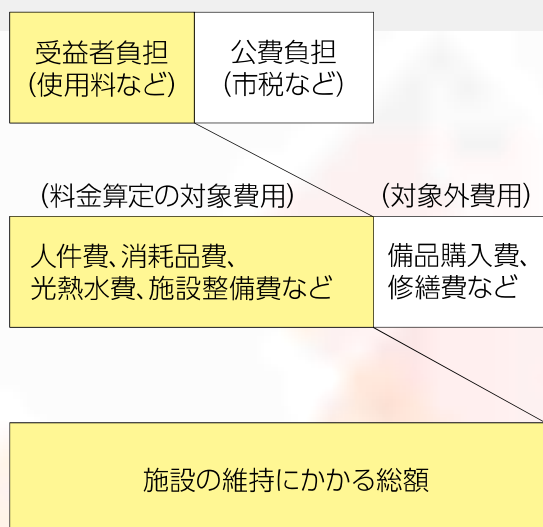 受益者負担
(使用料など)
公費負担
(市税など)
(料金算定の対象費用)
(対象外費用)
人件費、消耗品費、
光熱水費、施設整備費など
備品購入費、
修繕費など
施設の維持にかかる総額